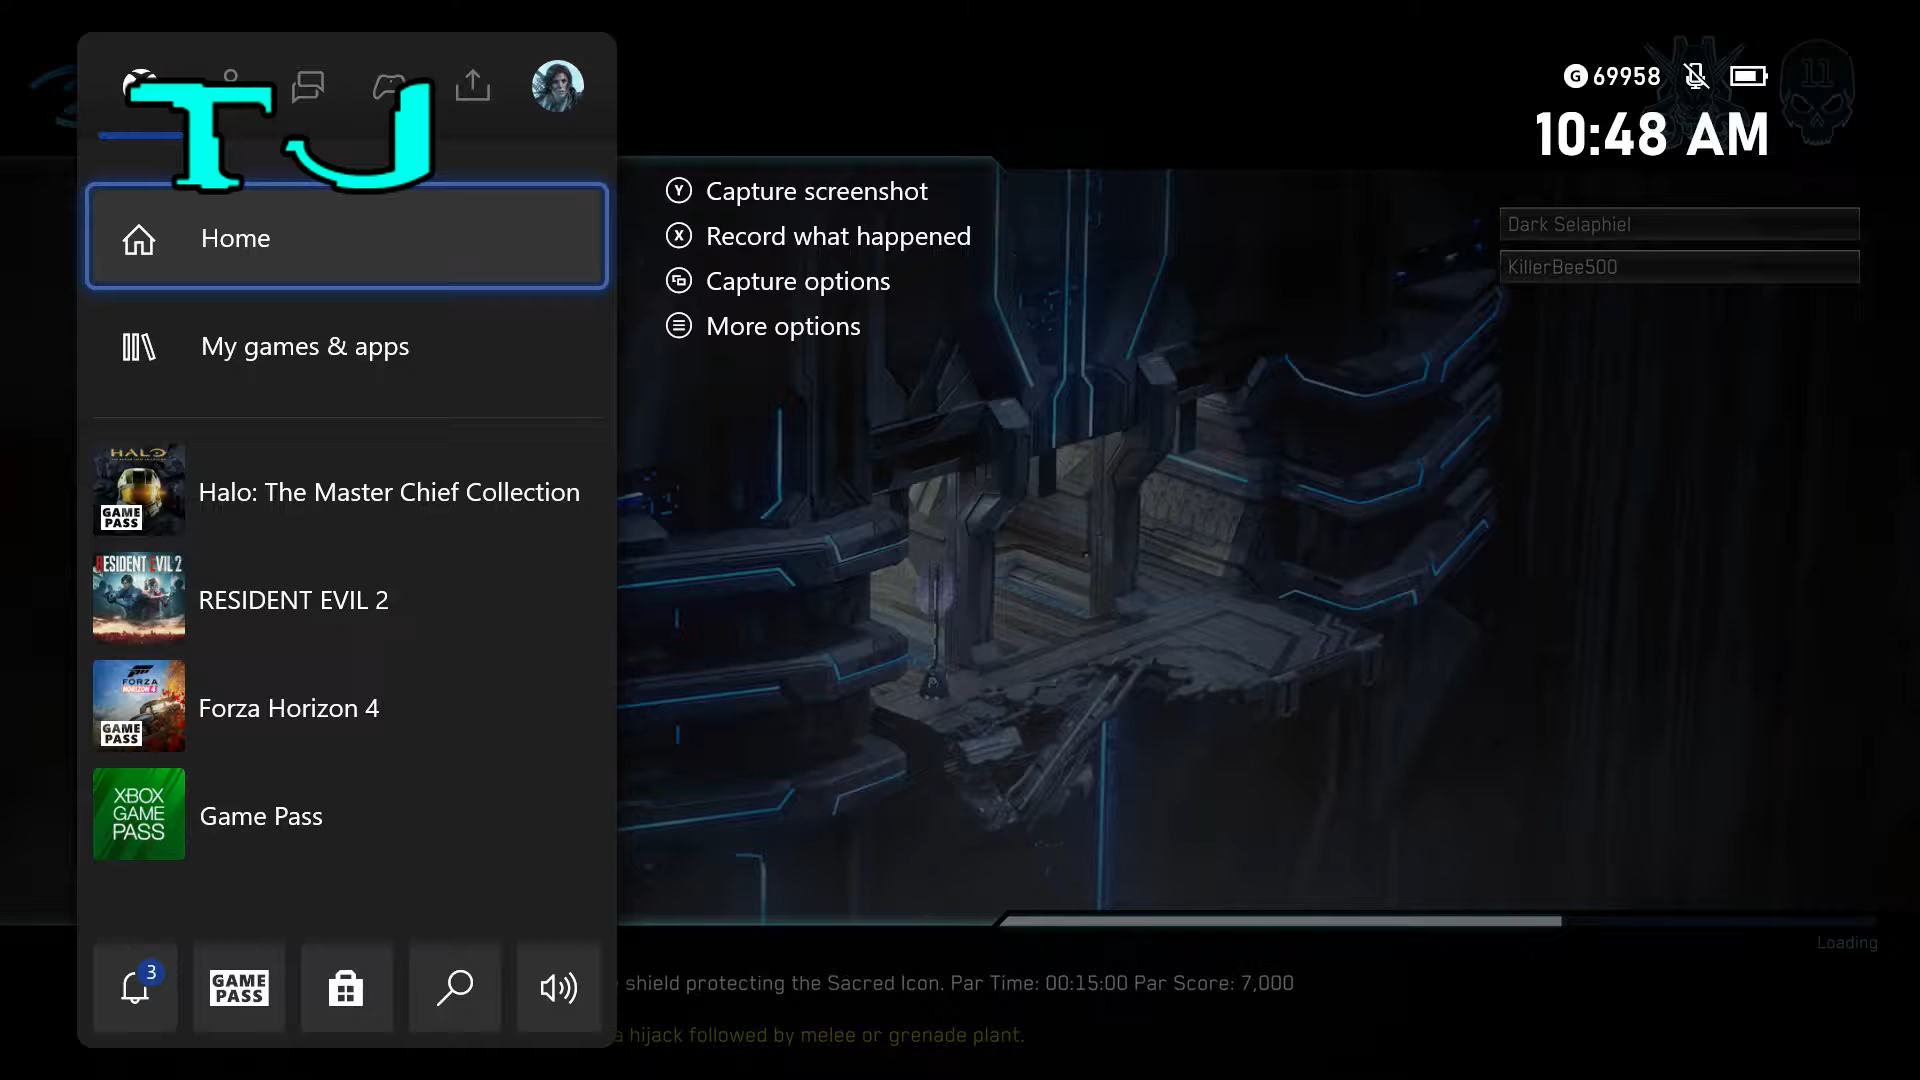 TJ
69958
10:48 AM
Home
Y Capture screenshot
X Record what happened
Capture options
More options
Dark Selaphiel
KillerBee500
11
My games & apps
HALO
GAME PASS
Halo: The Master Chief Collection
RESIDENT EVIL 2
RESIDENT EVIL 2
FORZA
HORIZON 4
GAME PASS
Forza Horizon 4
XBOX
GAME
PASS
Game Pass
Loading
3
GAME
PASS
shield protecting the Sacred Icon. Par Time: 00:15:00 Par Score: 7,000
a hijack followed by melee or grenade plant.